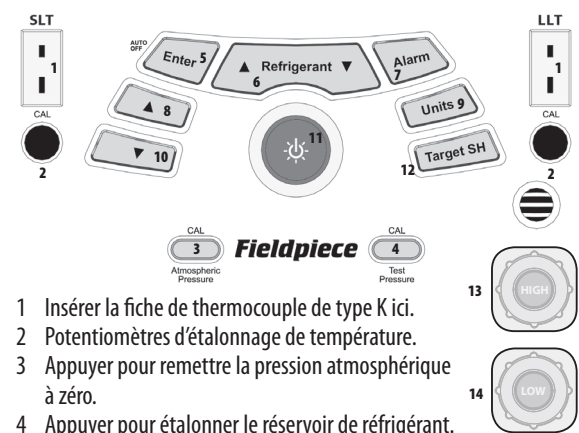 SLT
LLT
1
1
AUTO OFF
Enter 5
▲ Refrigerant ▼
6
Alarm
7
▲ 8
Units 9
CAL
CAL
11
▼ 10
12
Target SH
2
2
CAL
CAL
3
Fieldpiece
4
Atmospheric
Pressure
Test
Pressure
13
HIGH
1 Insérer la fiche de thermocouple de type K ici.
2 Potentiomètres d'étalonnage de température.
3 Appuyer pour remettre la pression atmosphérique
à zéro.
14
LOW
4 Appuyer pour étalonner le réservoir de réfrigérant.